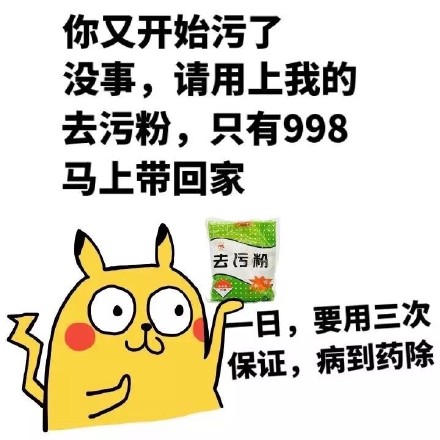 你又开始污了
没事，请用上我的
去污粉，只有998
马上带回家
去污粉
一日，要用三次
保证，病到药除